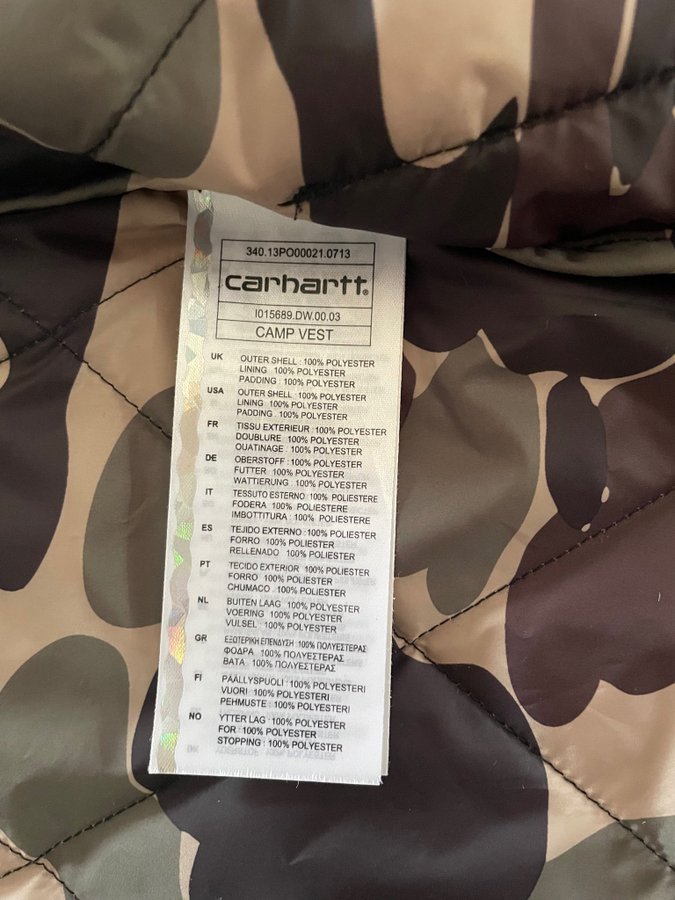 340.13PO00021.0713
carhartt®
I015689.DW.00.03
CAMP VEST
UK OUTER SHELL : 100% POLYESTER
LINING : 100% POLYESTER
PADDING : 100% POLYESTER
USA OUTER SHELL : 100% POLYESTER
LINING : 100% POLYESTER
PADDING : 100% POLYESTER
FR TISSU EXTERIEUR : 100% POLYESTER
DOUBLURE : 100% POLYESTER
OUATINAGE : 100% POLYESTER
DE OBERSTOFF : 100% POLYESTER
FUTTER : 100% POLYESTER
WATTIERUNG : 100% POLYESTER
IT TESSUTO ESTERNO : 100% POLIESTERE
FODERA : 100% POLIESTERE
IMBOTTITURA : 100% POLIESTERE
ES TEJIDO EXTERNO : 100% POLYESTER
FORRO : 100% POLYESTER
RELLENADO : 100% POLYESTER
PT TECIDO EXTERIOR : 100% POLIESTER
FORRO : 100% POLIESTER
CHUMACO : 100% POLIESTER
NL BUITEN LAAG : 100% POLYESTER
VOERING : 100% POLYESTER
VULSEL : 100% POLYESTER
GR ΕΞΩΤΕΡΙΚΗ ΕΠΕΝΔΥΣΗ : 100% ΠΟΛΥΕΣΤΕΡΑΣ
ΦΟΔΡΑ : 100% ΠΟΛΥΕΣΤΕΡΑΣ
ΒΑΤΑ : 100% ΠΟΛΥΕΣΤΕΡΑΣ
FI PÄÄLLYSPUOLI : 100% POLYESTERI
VUORI : 100% POLYESTERI
PEHMUSTE : 100% POLYESTERI
NO YTTER LAG : 100% POLYESTER
FOR : 100% POLYESTER
STOPPING : 100% POLYESTER